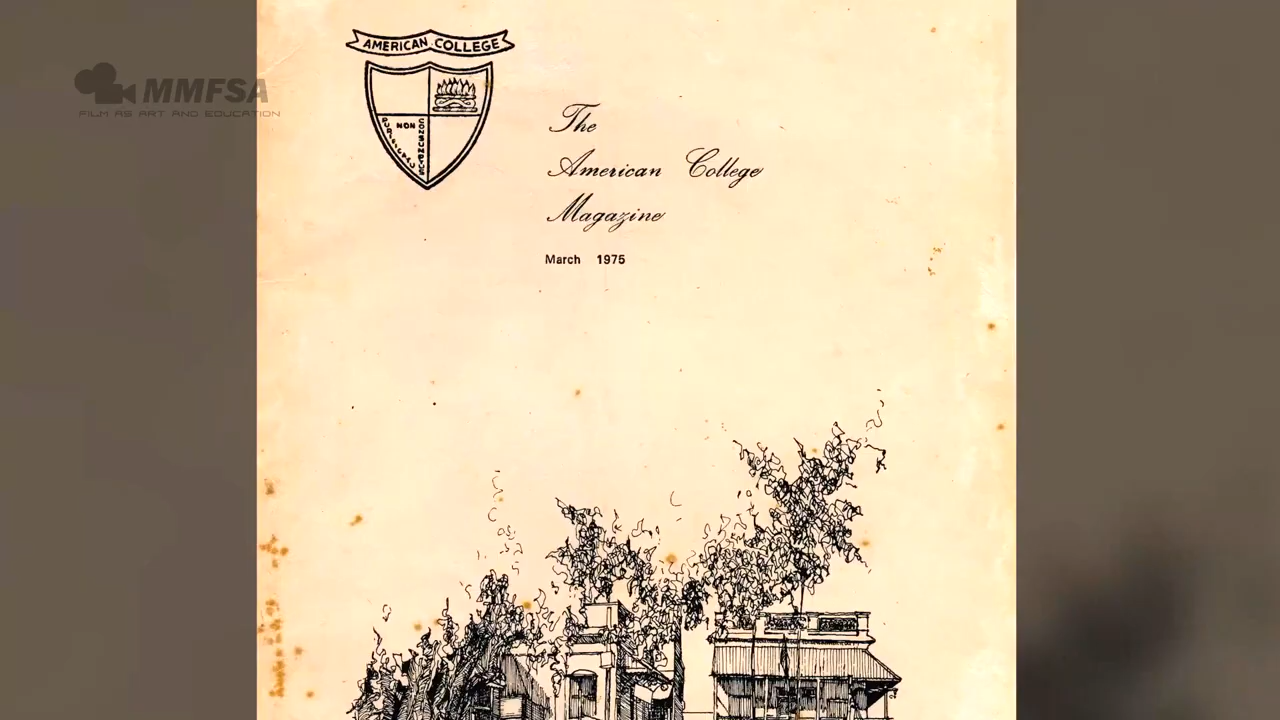 AMERICAN COLLEGE
MMFSA
FILM AS ART AND EDUCATION
NON
The
American College
Magazine
March 1975